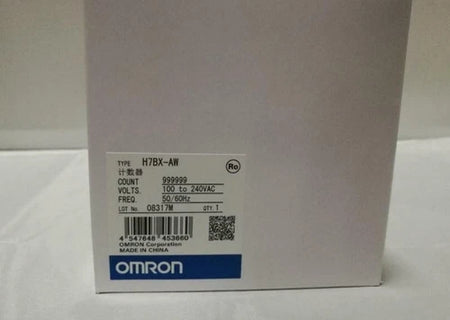 TYPE H7BX-AW
计数器
COUNT 999999
VOLTS. 100 to 240VAC
FREQ. 50/60Hz
LOT No. 08317M QTY.1
Ro
4 547648 453860
OMRON Corporation
MADE IN CHINA
OMRON